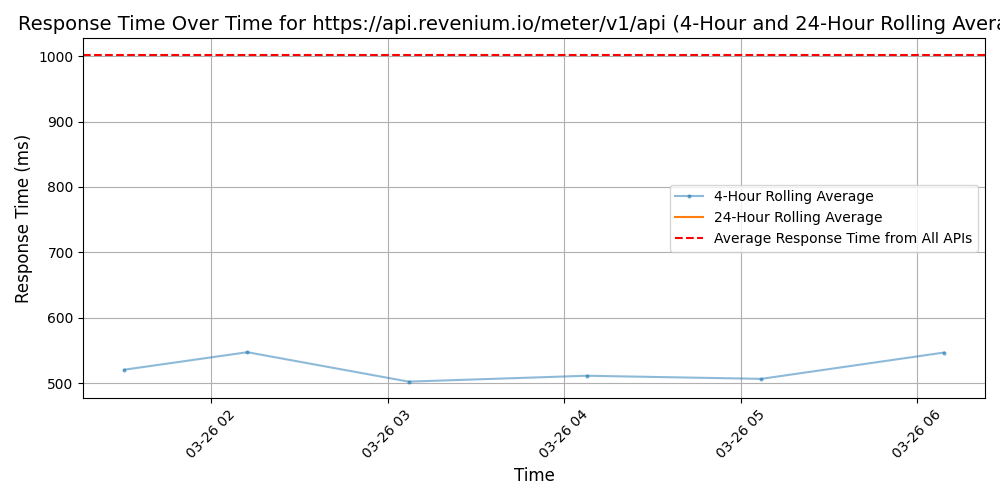 Response Time Over Time for https://api.revenium.io/meter/v1/api (4-Hour and 24-Hour Rolling Avera
1000
900
800
700
600
500
Response Time (ms)
4-Hour Rolling Average
24-Hour Rolling Average
Average Response Time from All APIs
03-26 02
03-26 03
03-26 04
03-26 05
03-26 06
Time